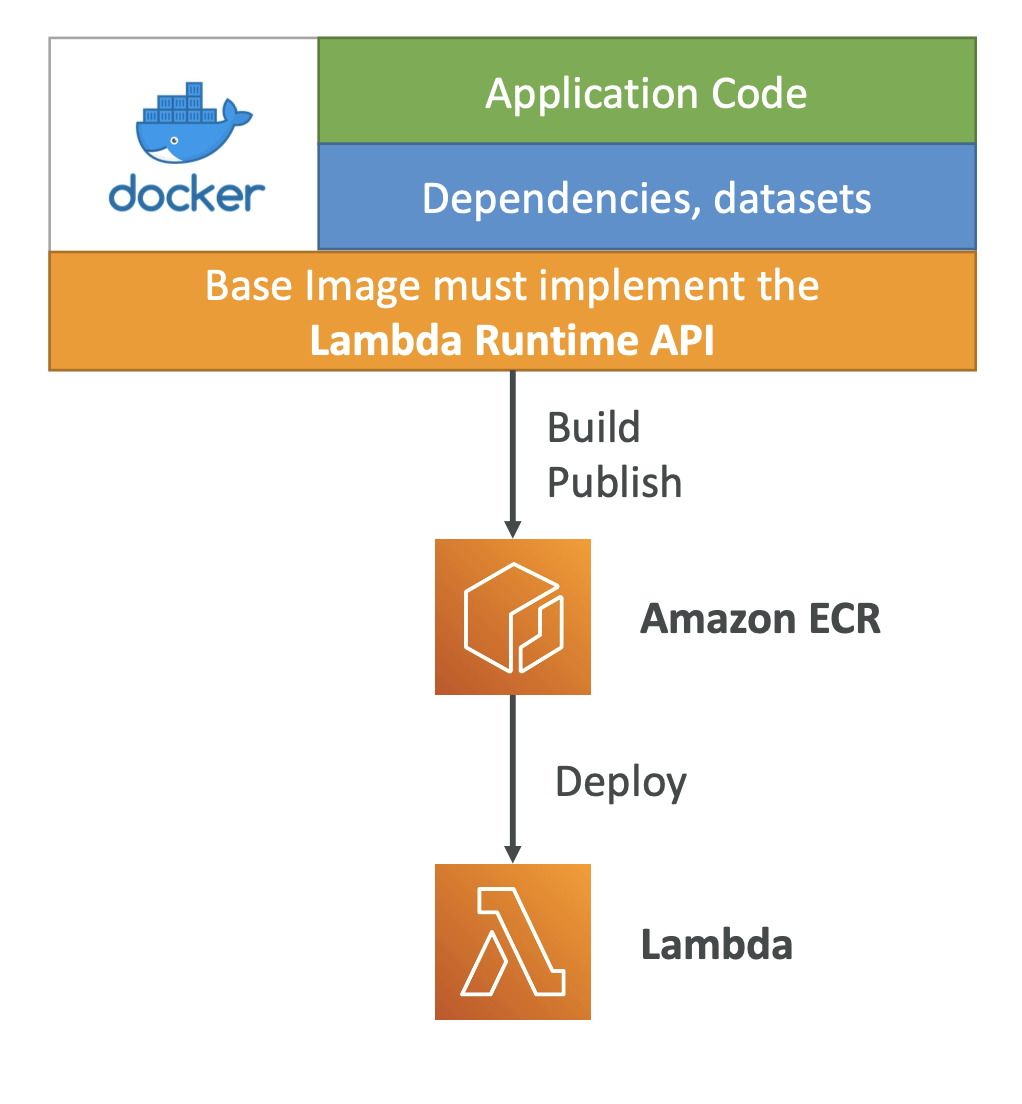 docker
Application Code
Dependencies, datasets
Base Image must implement the
Lambda Runtime API
Build
Publish
Amazon ECR
Deploy
Lambda